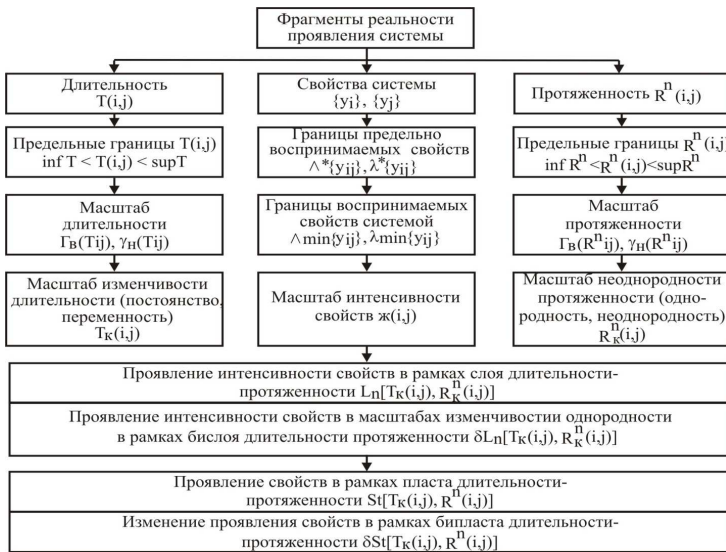 Фрагменты реальности
проявления системы
Длительность
T(i,j)
Свойства системы
{yi}, {yj}
Протяженность R^n(i,j)
Предельные границы T(i,j)
inf T < T(i,j) < supT
Границы предельно
воспринимаемых свойств
∧*{yij}, λ*{yij}
Предельные границы R^n(i,j)
inf R^n <R^n(i,j)<supR^n
Масштаб
длительности
Гв(Tij), γн(Tij)
Границы воспринимаемых
свойств системой
∧min{yij},λmin{yij}
Масштаб
протяженности
Гв(R^nij), γн(R^nij)
Масштаб изменчивости
длительности (постоянство,
переменность)
Tк(i,j)
Масштаб интенсивности
свойств ж(i,j)
Масштаб неоднородности
протяженности (одно-
родность, неоднородность)
R^n_к(i,j)
Проявление интенсивности свойств в рамках слоя длительности-
протяженности Ln[Tк(i,j), R^n_к(i,j)]
Проявление интенсивности свойств в масштабах изменчивостии однородности
в рамках бислоя длительности протяженности δLn[Tк(i,j), R^n_к(i,j)]
Проявление свойств в рамках пласта длительности-
протяженности St[Tк(i,j), R^n(i,j)]
Изменение проявления свойств в рамках бипласта длительности-
протяженности δSt[Tк(i,j), R^n(i,j)]